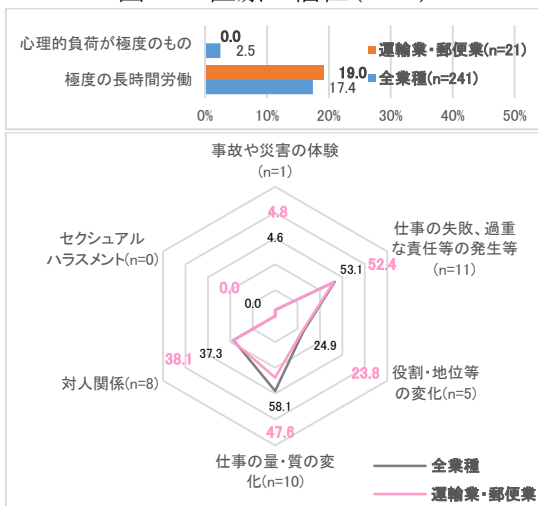 心理的負荷が極度のもの
0.0
2.5
運輸業・郵便業(n=21)
極度の長時間労働
19.0
17.4
全業種(n=241)
0% 10% 20% 30% 40% 50%
事故や災害の体験
(n=1)
4.8
4.6
セクシュアル
ハラスメント(n=0)
0.0
0.0
仕事の失敗、過重
な責任等の発生等
(n=11)
53.1
52.4
対人関係(n=8)
38.1
37.3
24.9
23.8
役割・地位等
の変化(n=5)
58.1
47.6
仕事の量・質の変
化(n=10)
全業種
運輸業・郵便業